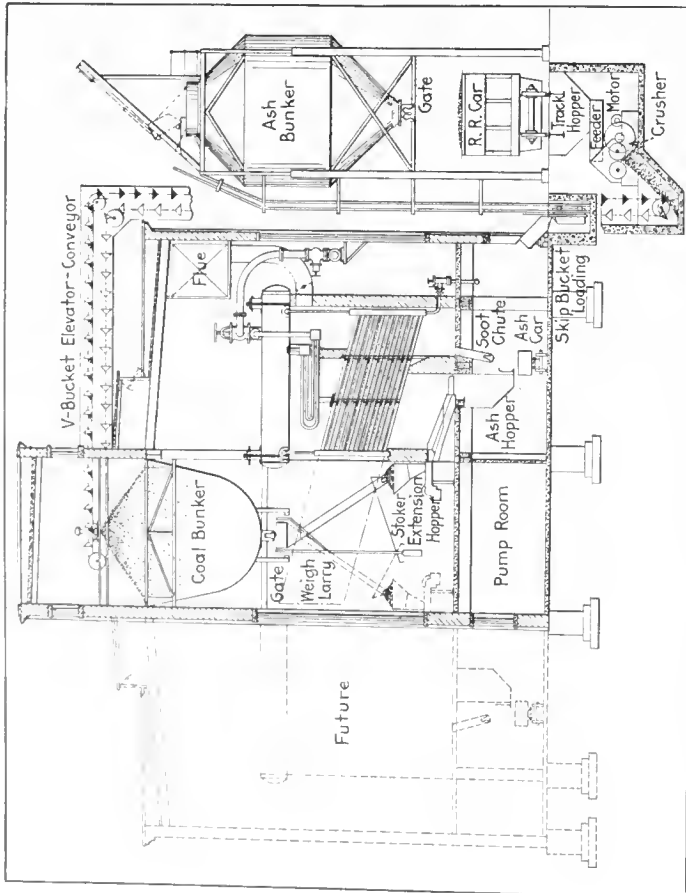 V-Bucket Elevator-Conveyor
Ash
Bunker
Gate
R. R. Car
Track
Hopper
Feeder
Motor
Crusher
Flue
Skip Bucket
Loading
Soot
Chute
Ash
Car
Ash
Hopper
Coal Bunker
Gate
Weigh
Larry
Stoker
Extension
Hopper
Pump Room
Future